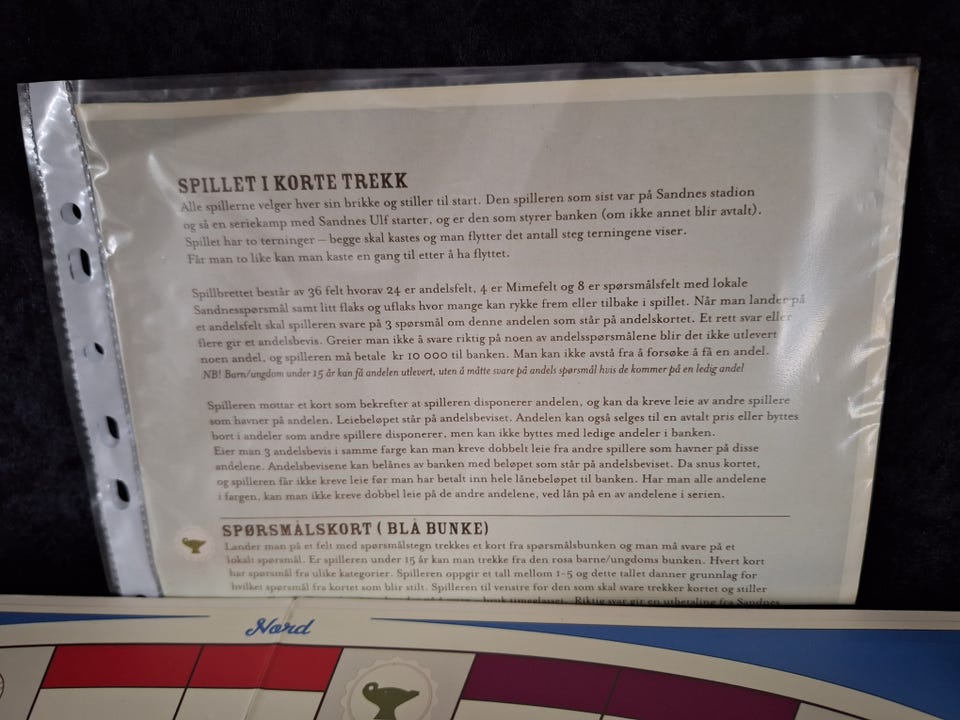 SPILLET I KORTE TREKK
Alle spillerne velger hver sin brikke og stiller til start. Den spilleren som sist var på Sandnes stadion
og så en seriekamp med Sandnes Ulf starter, og er den som styrer banken (om ikke annet blir avtalt).
Spillet har to terninger – begge skal kastes og man flytter det antall steg terningene viser.
Får man to like kan man kaste en gang til etter å ha flyttet.
Spillbrettet består av 36 felt hvorav 24 er andelsfelt, 4 er Mimefelt og 8 er spørsmålsfelt med lokale
Sandnesspørsmål samt litt flaks og uflaks hvor mange kan rykke frem eller tilbake i spillet. Når man lander på
et andelsfelt skal spilleren svare på 3 spørsmål om denne andelen som står på andelskortet. Et rett svar eller
flere gir et andelsbevis. Greier man ikke å svare riktig på noen av andelsspørsmålene blir det ikke utlevert
noen andel, og spilleren må betale kr 10 000 til banken. Man kan ikke avstå fra å forsøke å få en andel.
NB! Barn/ungdom under 15 år kan få andelen utlevert, uten å måtte svare på andels spørsmål hvis de kommer på en ledig andel
Spilleren mottar et kort som bekrefter at spilleren disponerer andelen, og kan da kreve leie av andre spillere
som havner på andelen. Leiebeløpet står på andelsbeviset. Andelen kan også selges til en avtalt pris eller byttes
bort i andeler som andre spillere disponerer, men kan ikke byttes med ledige andeler i banken.
Eier man 3 andelsbevis i samme farge kan man kreve dobbelt leie fra andre spillere som havner på disse
andelene. Andelsbevisene kan belånes av banken med beløpet som står på andelsbeviset. Da snus kortet,
og spilleren får ikke kreve leie før man har betalt inn hele lånebeløpet til banken. Har man alle andelene
i fargen, kan man ikke kreve dobbel leie på de andre andelene, ved lån på en av andelene i serien.
SPØRSMÅLSKORT ( BLÅ BUNKE)
Lander man på et felt med spørsmålstegn trekkes et kort fra spørsmålsbunken og man må svare på et
lokalt spørsmål. Er spilleren under 15 år kan man trekke fra den rosa barne/ungdoms bunken. Hvert kort
har spørsmål fra ulike kategorier. Spilleren oppgir et tall mellom 1-5 og dette tallet danner grunnlag for
hvilket spørsmål fra kortet som blir stilt. Spilleren til venstre for den som skal svare trekker kortet og stiller
bruk timeglasset. Riktig svar gir en utbetaling fra Sandnes
Nord